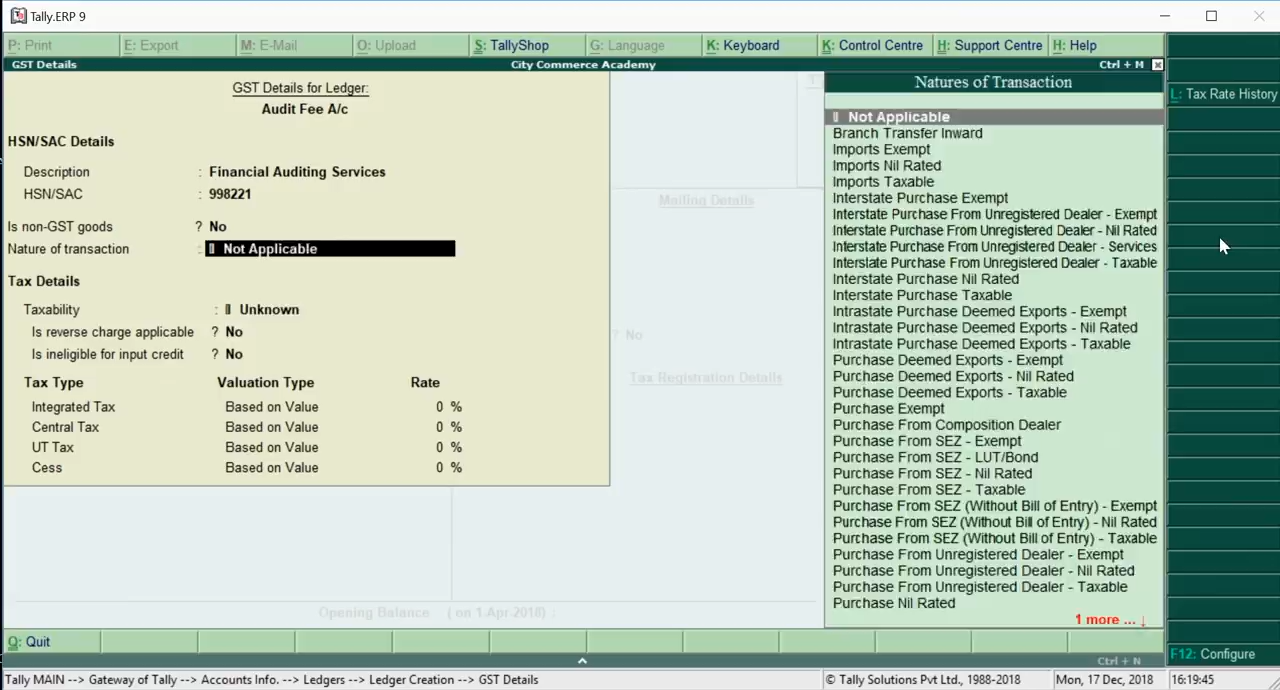 Tally.ERP 9
P: Print E: Export M: E-Mail O: Upload S: TallyShop G: Language K: Keyboard K: Control Centre H: Support Centre H: Help
GST Details City Commerce Academy Ctrl + M
GST Details for Ledger:
Audit Fee A/c
HSN/SAC Details
Description : Financial Auditing Services
HSN/SAC : 998221
Is non-GST goods ? No
Nature of transaction : Not Applicable
Tax Details
Taxability : Unknown
Is reverse charge applicable ? No
Is ineligible for input credit ? No
Tax Type Valuation Type Rate
Integrated Tax Based on Value 0 %
Central Tax Based on Value 0 %
UT Tax Based on Value 0 %
Cess Based on Value 0 %
Mailing Details
? No
Tax Registration Details
Opening Balance ( on 1-Apr-2018) :
Natures of Transaction
Not Applicable
Branch Transfer Inward
Imports Exempt
Imports Nil Rated
Imports Taxable
Interstate Purchase Exempt
Interstate Purchase From Unregistered Dealer - Exempt
Interstate Purchase From Unregistered Dealer - Nil Rated
Interstate Purchase From Unregistered Dealer - Services
Interstate Purchase From Unregistered Dealer - Taxable
Interstate Purchase Nil Rated
Interstate Purchase Taxable
Intrastate Purchase Deemed Exports - Exempt
Intrastate Purchase Deemed Exports - Nil Rated
Intrastate Purchase Deemed Exports - Taxable
Purchase Deemed Exports - Exempt
Purchase Deemed Exports - Nil Rated
Purchase Deemed Exports - Taxable
Purchase Exempt
Purchase From Composition Dealer
Purchase From SEZ - Exempt
Purchase From SEZ - LUT/Bond
Purchase From SEZ - Nil Rated
Purchase From SEZ - Taxable
Purchase From SEZ (Without Bill of Entry) - Exempt
Purchase From SEZ (Without Bill of Entry) - Nil Rated
Purchase From SEZ (Without Bill of Entry) - Taxable
Purchase From Unregistered Dealer - Exempt
Purchase From Unregistered Dealer - Nil Rated
Purchase From Unregistered Dealer - Taxable
Purchase Nil Rated
1 more ... ↓
L: Tax Rate History
F12: Configure
Q: Quit
Ctrl + N
Tally MAIN --> Gateway of Tally --> Accounts Info. --> Ledgers --> Ledger Creation --> GST Details © Tally Solutions Pvt Ltd., 1988-2018 Mon, 17 Dec, 2018 16:19:45